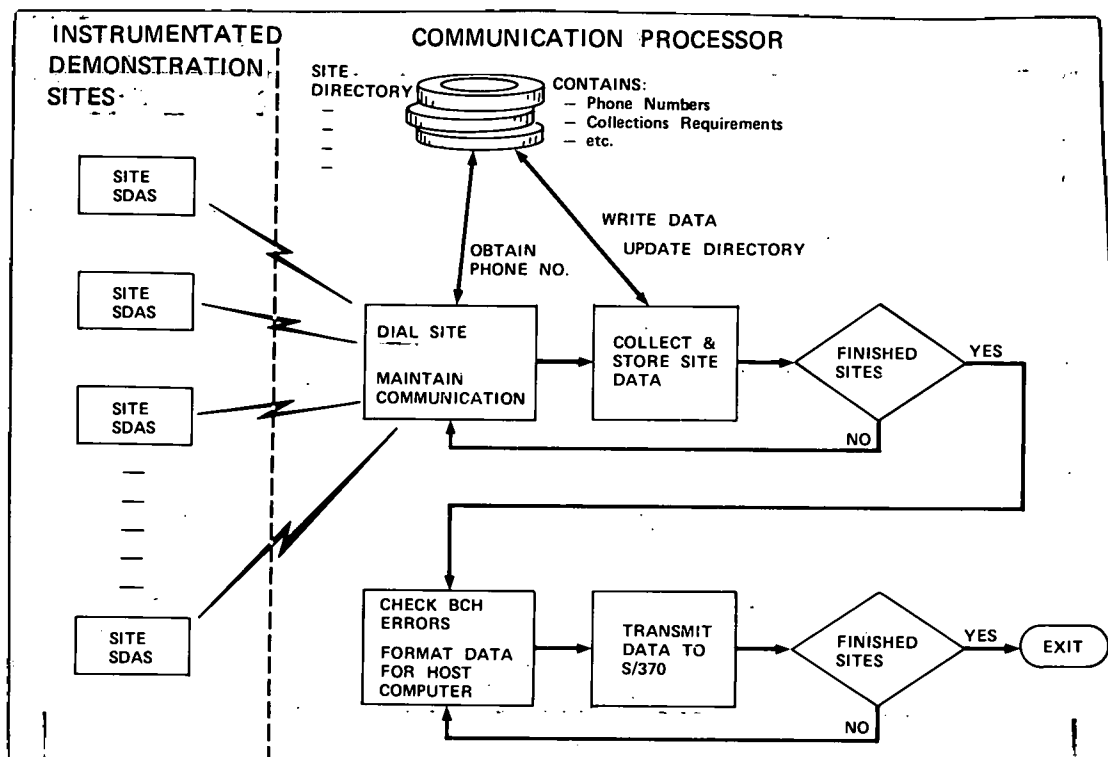 INSTRUMENTATED
DEMONSTRATION
SITES
COMMUNICATION PROCESSOR
SITE
DIRECTORY
CONTAINS:
– Phone Numbers
– Collections Requirements
– etc.
SITE
SDAS
SITE
SDAS
SITE
SDAS
SITE
SDAS
OBTAIN
PHONE NO.
WRITE DATA
UPDATE DIRECTORY
DIAL SITE
MAINTAIN
COMMUNICATION
COLLECT &
STORE SITE
DATA
FINISHED
SITES
YES
NO
CHECK BCH
ERRORS
FORMAT DATA
FOR HOST
COMPUTER
TRANSMIT
DATA TO
S/370
FINISHED
SITES
YES
NO
EXIT